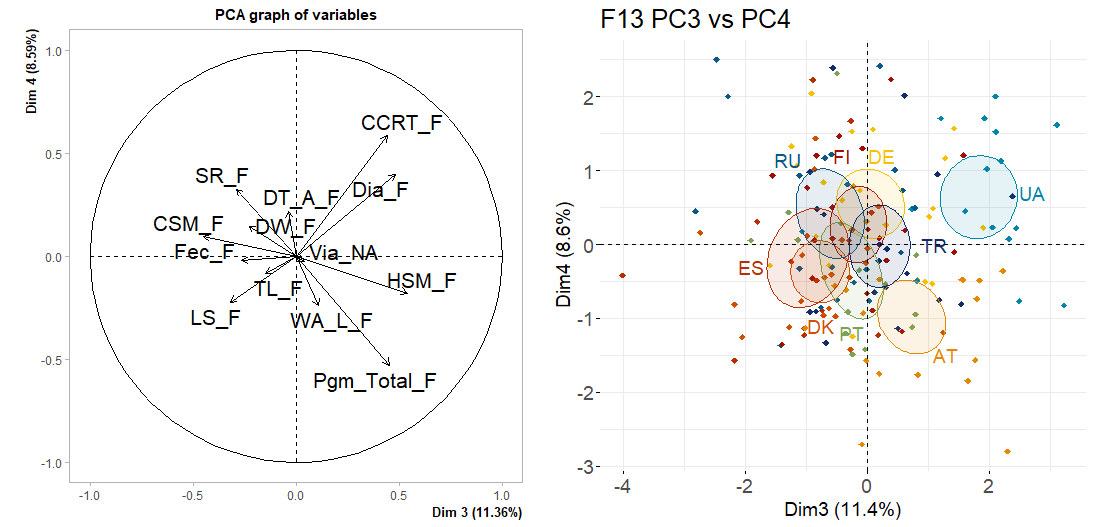 PCA graph of variables
Dim 4 (8.59%)
1.0
0.5
0.0
-0.5
-1.0
CCRT_F
SR_F
Dia_F
DT_A_F
CSM_F
DW_F
Fec_F
Via_NA
HSM_F
TL_F
LS_F
WA_L_F
Pgm_Total_F
-1.0 -0.5 0.0 0.5 1.0
Dim 3 (11.36%)
F13 PC3 vs PC4
Dim4 (8.6%)
2
1
0
-1
-2
-3
RU FI DE
UA
TR
ES
DK PT
AT
-4 -2 0 2
Dim3 (11.4%)